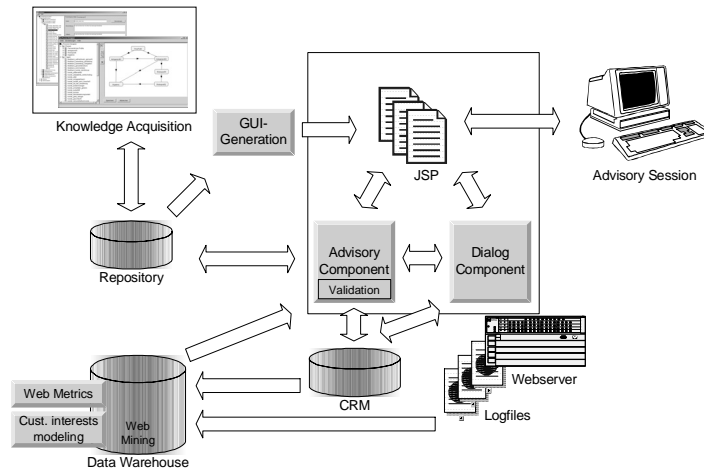 Knowledge Acquisition
GUI-
Generation
JSP
Advisory Session
Repository
Advisory
Component
Validation
Dialog
Component
Webserver
Logfiles
CRM
Web Metrics
Cust. interests
modeling
Web
Mining
Data Warehouse